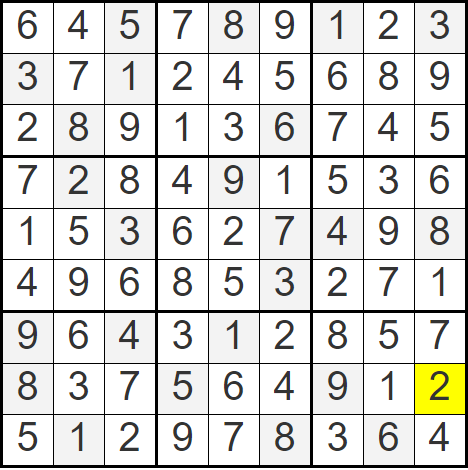 6 4 5 7 8 9 1 2 3
3 7 1 2 4 5 6 8 9
2 8 9 1 3 6 7 4 5
7 2 8 4 9 1 5 3 6
1 5 3 6 2 7 4 9 8
4 9 6 8 5 3 2 7 1
9 6 4 3 1 2 8 5 7
8 3 7 5 6 4 9 1 2
5 1 2 9 7 8 3 6 4